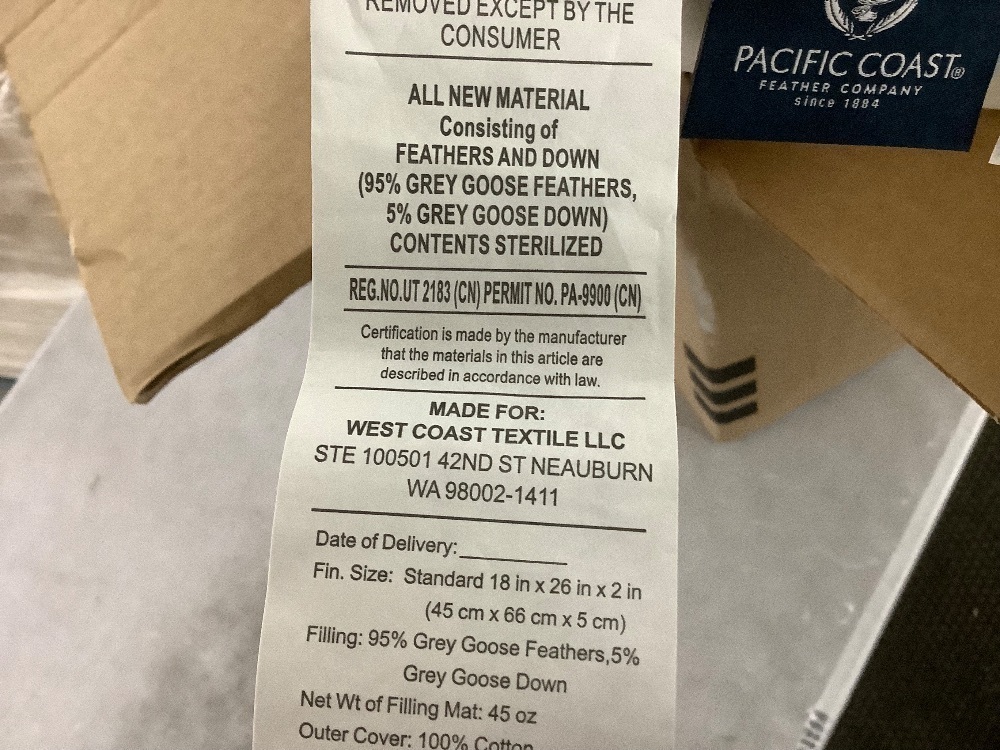 REMOVED EXCEPT BY THE
CONSUMER
ALL NEW MATERIAL
Consisting of
FEATHERS AND DOWN
(95% GREY GOOSE FEATHERS,
5% GREY GOOSE DOWN)
CONTENTS STERILIZED
REG.NO.UT 2183 (CN) PERMIT NO. PA-9900 (CN)
Certification is made by the manufacturer
that the materials in this article are
described in accordance with law.
MADE FOR:
WEST COAST TEXTILE LLC
STE 100501 42ND ST NEAUBURN
WA 98002-1411
Date of Delivery:__________
Fin. Size: Standard 18 in x 26 in x 2 in
(45 cm x 66 cm x 5 cm)
Filling: 95% Grey Goose Feathers,5%
Grey Goose Down
Net Wt of Filling Mat: 45 oz
Outer Cover: 100% Cotton
PACIFIC COAST®
FEATHER COMPANY
since 1884